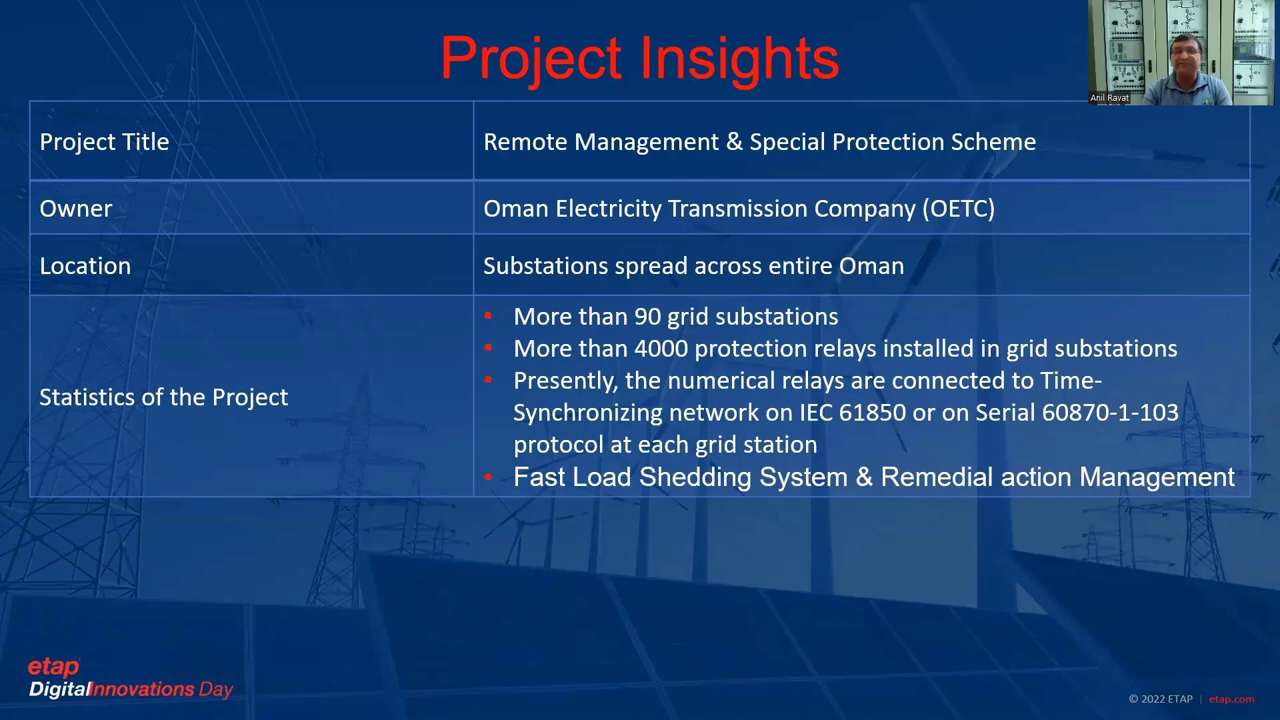 Project Insights
Anil Ravat
Project Title
Remote Management & Special Protection Scheme
Owner
Oman Electricity Transmission Company (OETC)
Location
Substations spread across entire Oman
Statistics of the Project
• More than 90 grid substations
• More than 4000 protection relays installed in grid substations
• Presently, the numerical relays are connected to Time-
Synchronizing network on IEC 61850 or on Serial 60870-1-103
protocol at each grid station
• Fast Load Shedding System & Remedial action Management
etap
DigitalInnovations Day
© 2022 ETAP | etap.com